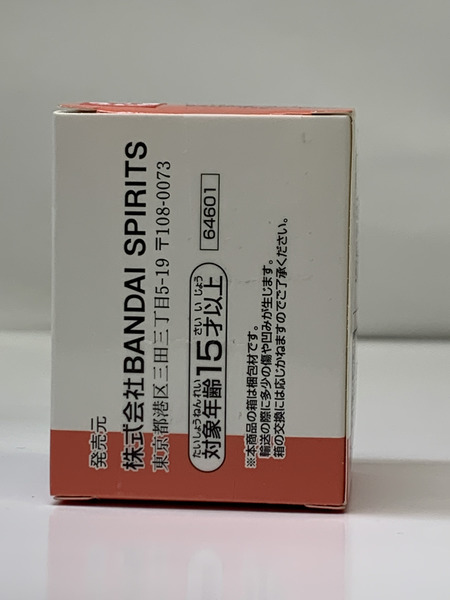 発売元
株式会社BANDAI SPIRITS
東京都港区三田三丁目5-19 〒108-0073
たいしょうねんれい さい いじょう
対象年齢15才以上
64601
※本商品の箱は梱包材です。
輸送の際に多少の傷や凹みが生じます。
箱の交換には応じかねますのでご了承ください。